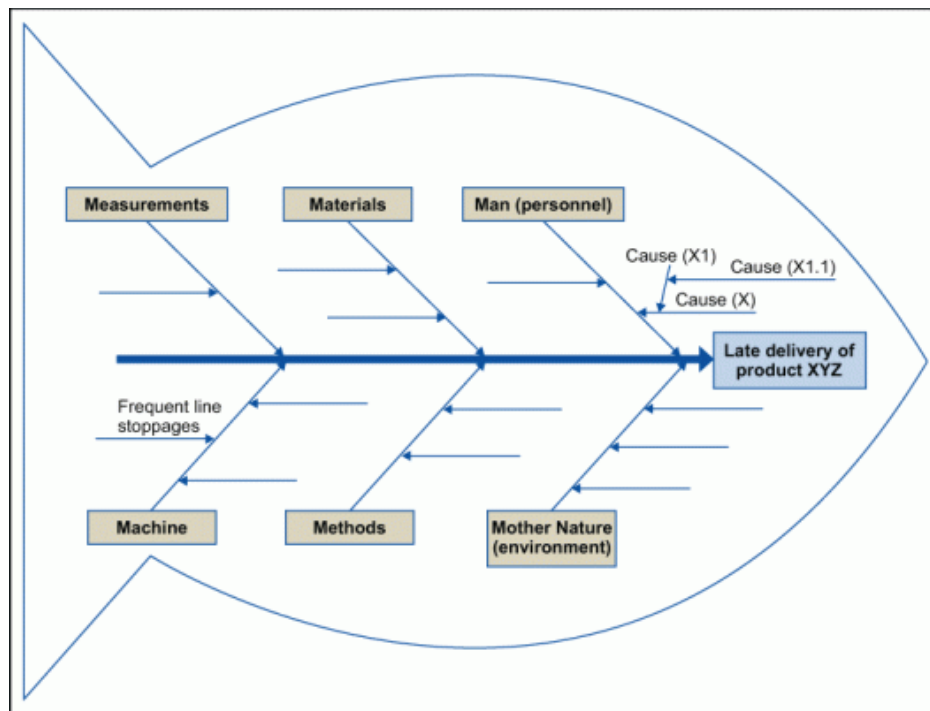 Measurements
Materials
Man (personnel)
Cause (X1)
Cause (X1.1)
Cause (X)
Late delivery of
product XYZ
Frequent line
stoppages
Machine
Methods
Mother Nature
(environment)